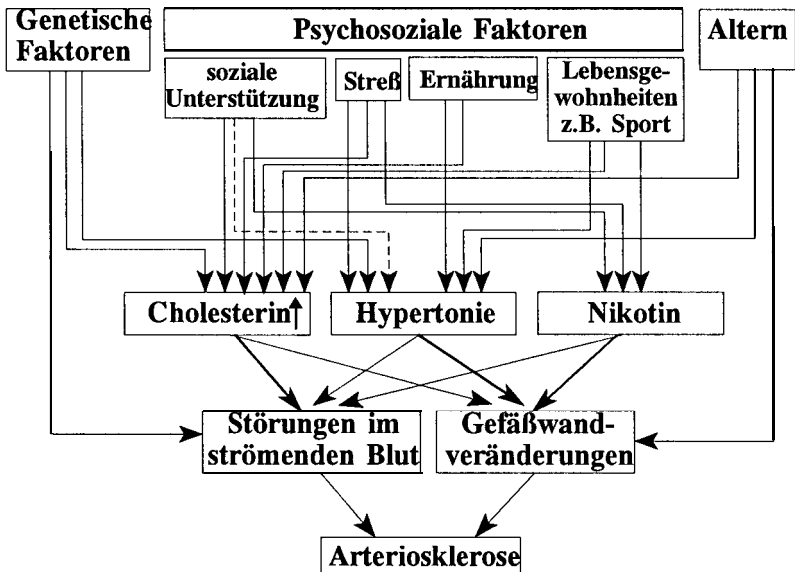 Genetische
Faktoren
Psychosoziale Faktoren
Altern
soziale
Unterstützung
Streß
Ernährung
Lebensge-
wohnheiten
z.B. Sport
Cholesterin↑
Hypertonie
Nikotin
Störungen im
strömenden Blut
Gefäßwand-
veränderungen
Arteriosklerose